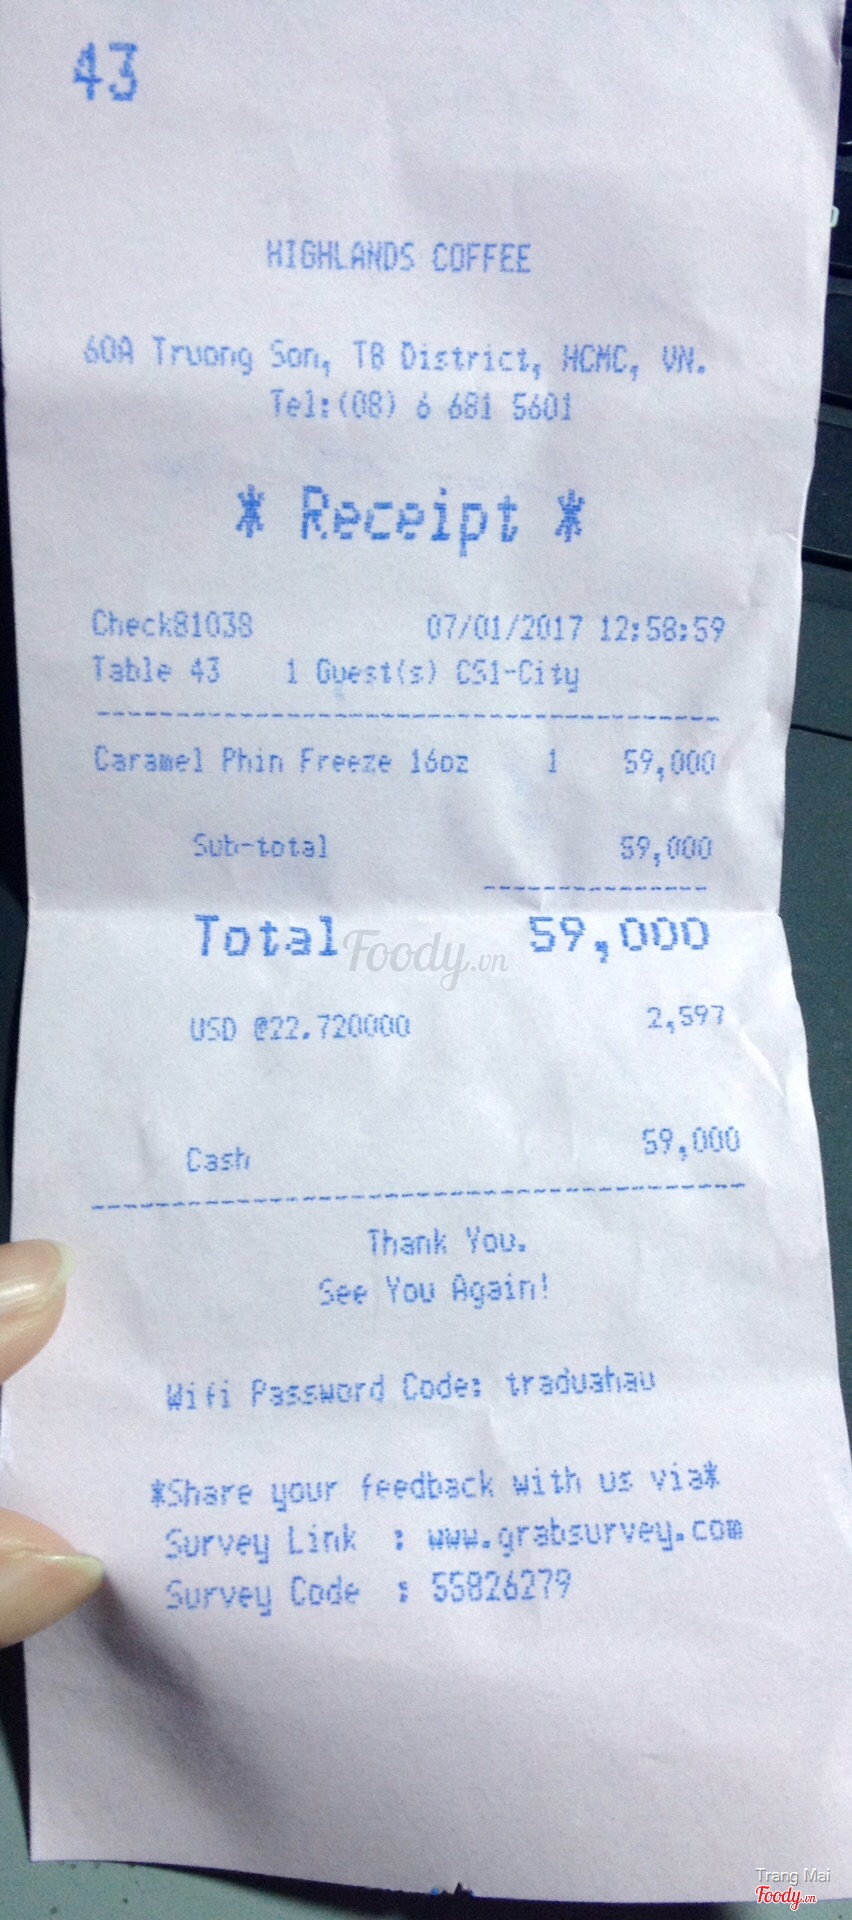 43
HIGHLANDS COFFEE
60A Truong Son, TB District, HCMC, VN.
Tel:(08) 6 681 5601
* Receipt *
Check81038 07/01/2017 12:58:59
Table 43 1 Guest(s) CS1-City
Caramel Phin Freeze 16oz 1 59,000
Sub-total 59,000
Total 59,000
Foody.vn
USD @22.720000 2,597
Cash 59,000
Thank You.
See You Again!
Wifi Password Code: traduahau
*Share your feedback with us via*
Survey Link : www.grabsurvey.com
Survey Code : 55826279
Trang Mai
Foody.vn